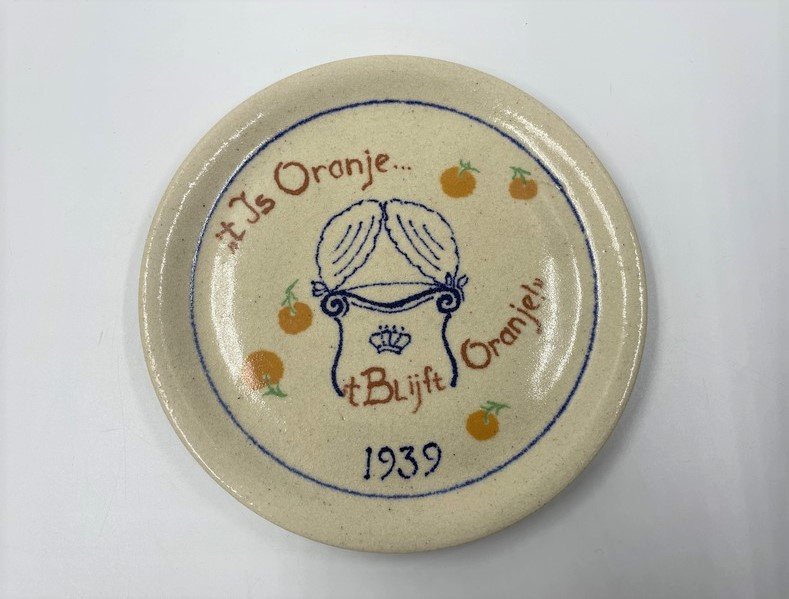 „'t Is Oranje...
't Blijft Oranje!"
1939